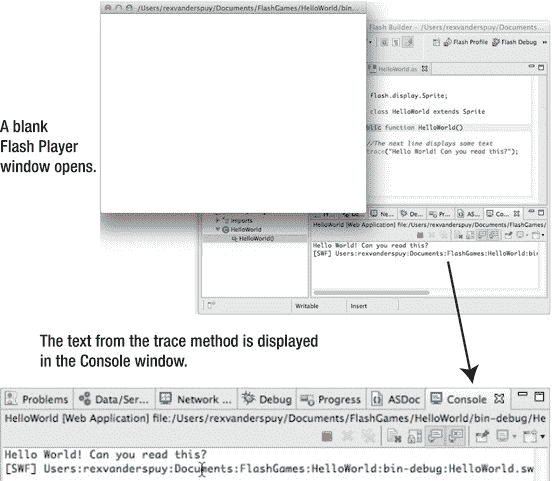 /Users/rexvanderspuy/Documents/FlashGames/HelloWorld/bin-
Flash Builder - /Users/rexvanderspuy/Documents...
Flash Profile Flash Debug
HelloWorld.as
flash.display.Sprite;
class HelloWorld extends Sprite
public function HelloWorld()
//The next line displays some text
trace("Hello World! Can you read this?");
A blank
Flash Player
window opens.
imports
HelloWorld
HelloWorld()
Ne... De... Pr... AS... Co...
HelloWorld [Web Application] file:/Users/rexvanderspuy/Documents/FlashGames/
Hello World! Can you read this?
[SWF] Users:rexvanderspuy:Documents:FlashGames:HelloWorld:bin
Writable Insert
The text from the trace method is displayed
in the Console window.
Problems Data/Ser... Network ... Debug Progress ASDoc Console
HelloWorld [Web Application] file:/Users/rexvanderspuy/Documents/FlashGames/HelloWorld/bin-debug/He
Hello World! Can you read this?
[SWF] Users:rexvanderspuy:Documents:FlashGames:HelloWorld:bin-debug:HelloWorld.sw